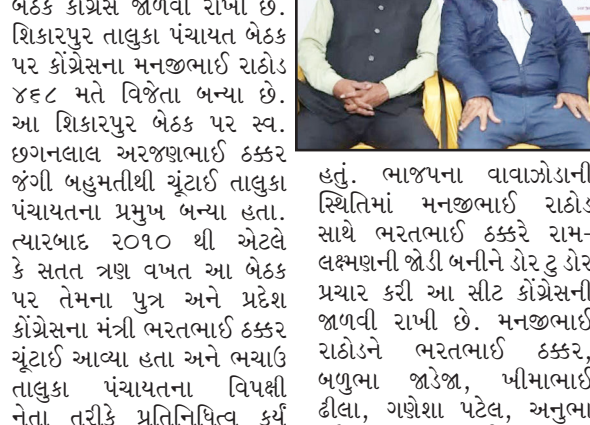 બેઠક કોંગ્રેસે જાળવી રાખી છે.
શિકારપુર તાલુકા પંચાયત બેઠક
પર કોંગ્રેસના મનજીભાઈ રાઠોડ
૪૬૮ મતે વિજેતા બન્યા છે.
આ શિકારપુર બેઠક પર સ્વ.
છગનલાલ અરજણભાઈ ઠક્કર
જંગી બહુમતીથી ચૂંટાઈ તાલુકા
પંચાયતના પ્રમુખ બન્યા હતા.
ત્યારબાદ ૨૦૧૦ થી એટલે
કે સતત ત્રણ વખત આ બેઠક
પર તેમના પુત્ર અને પ્રદેશ
કોંગ્રેસના મંત્રી ભરતભાઈ ઠક્કર
ચૂંટાઈ આવ્યા હતા અને ભચાઉ
તાલુકા પંચાયતના વિપક્ષી
નેતા તરીકે પ્રતિનિધિત્વ કર્યું
હતું. ભાજપના વાવાઝોડાની
સ્થિતિમાં મનજીભાઈ રાઠોડ
સાથે ભરતભાઈ ઠક્કરે રામ-
લક્ષ્મણની જોડી બનીને ડોર ટુ ડોર
પ્રચાર કરી આ સીટ કોંગ્રેસની
જાળવી રાખી છે. મનજીભાઈ
રાઠોડને ભરતભાઈ ઠક્કર,
બળુભા જાડેજા, ખીમાભાઈ
ઢીલા, ગણેશા પટેલ, અનુભા